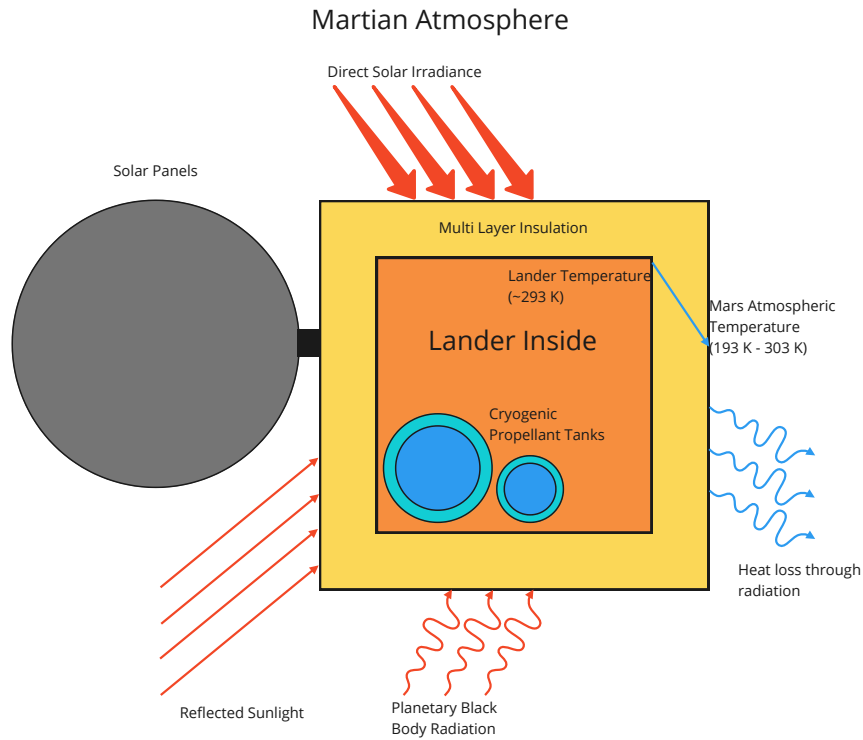 Martian Atmosphere
Direct Solar Irradiance
Solar Panels
Multi Layer Insulation
Lander Temperature
(~293 K)
Mars Atmospheric
Temperature
(193 K - 303 K)
Lander Inside
Cryogenic
Propellant Tanks
Heat loss through
radiation
Reflected Sunlight
Planetary Black
Body Radiation